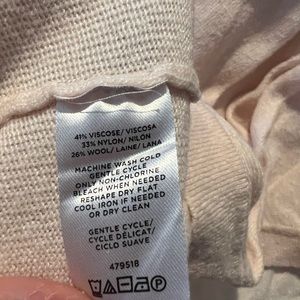 41% VISCOSE/ VISCOSA
33% NYLON/ NILÓN
26% WOOL/ LAINE/ LANA
MACHINE WASH COLD
GENTLE CYCLE
ONLY NON-CHLORINE
BLEACH WHEN NEEDED
RESHAPE DRY FLAT
COOL IRON IF NEEDED
OR DRY CLEAN
GENTLE CYCLE/
CYCLE DÉLICAT/
CICLO SUAVE
479518